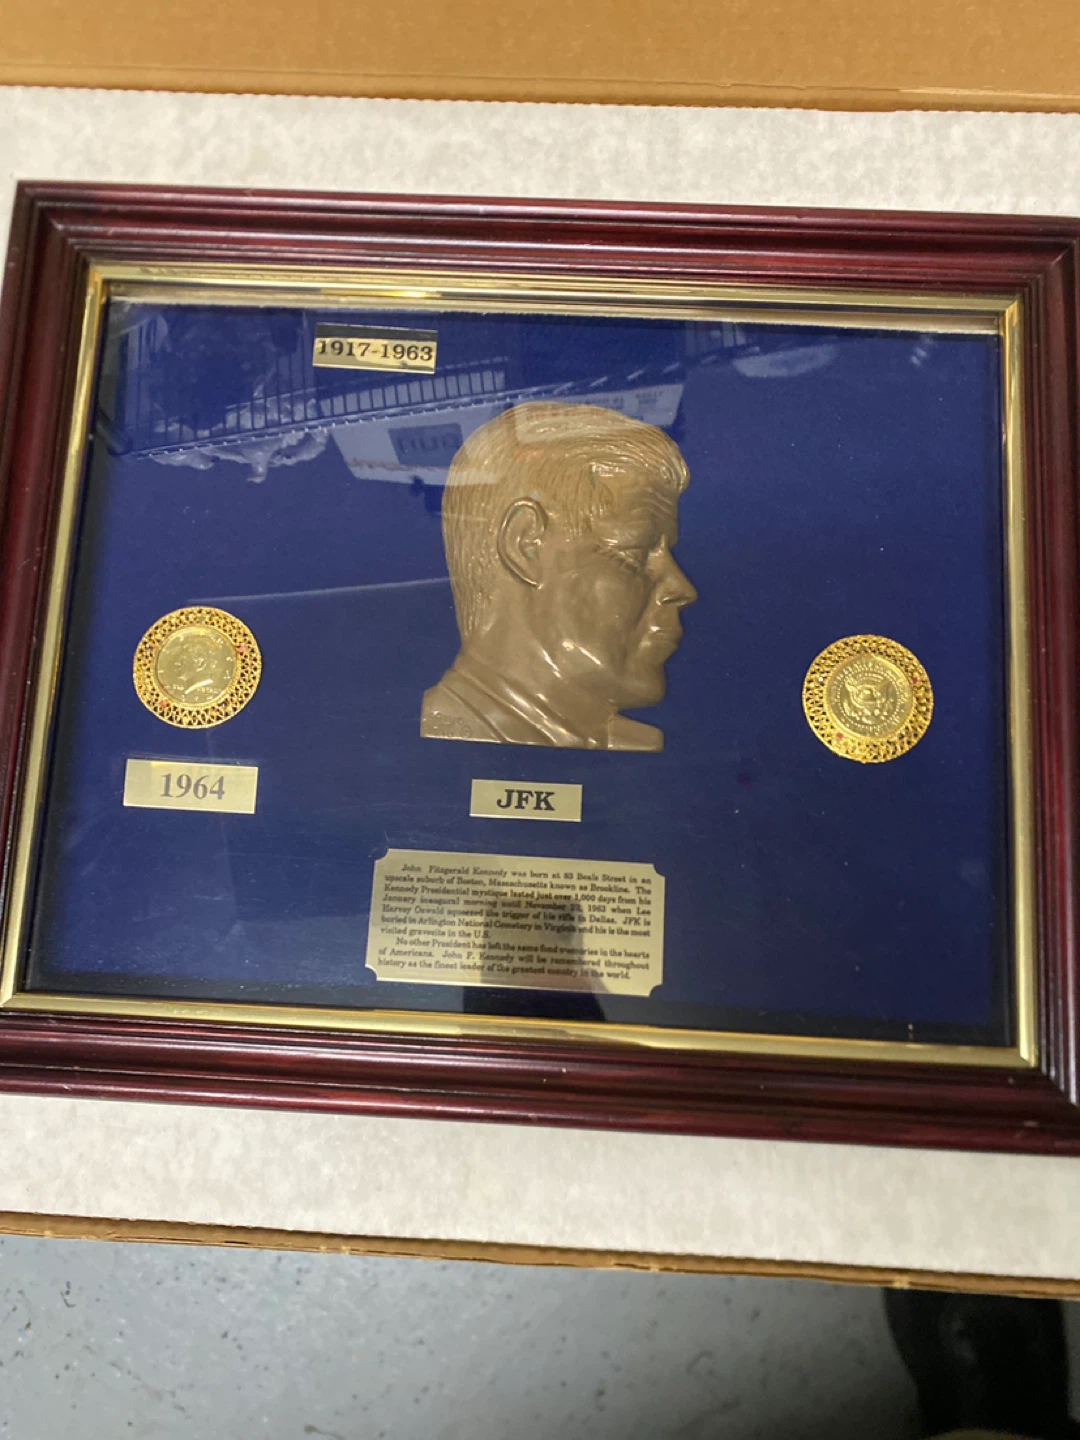 1917-1963
1964
JFK
John Fitzgerald Kennedy was born at 83 Beals Street in an
upscale suburb of Boston, Massachusetts known as Brookline. The
Kennedy Presidential mystique lasted just over 1,000 days from his
January inaugural morning until November 22, 1963 when Lee
Harvey Oswald squeezed the trigger of his rifle in Dallas. JFK is
buried in Arlington National Cemetery in Virginia and his is the most
visited gravesite in the U.S.
No other President has left the same fond memories in the hearts
of Americans. John F. Kennedy will be remembered throughout
history as the finest leader of the greatest country in the world.